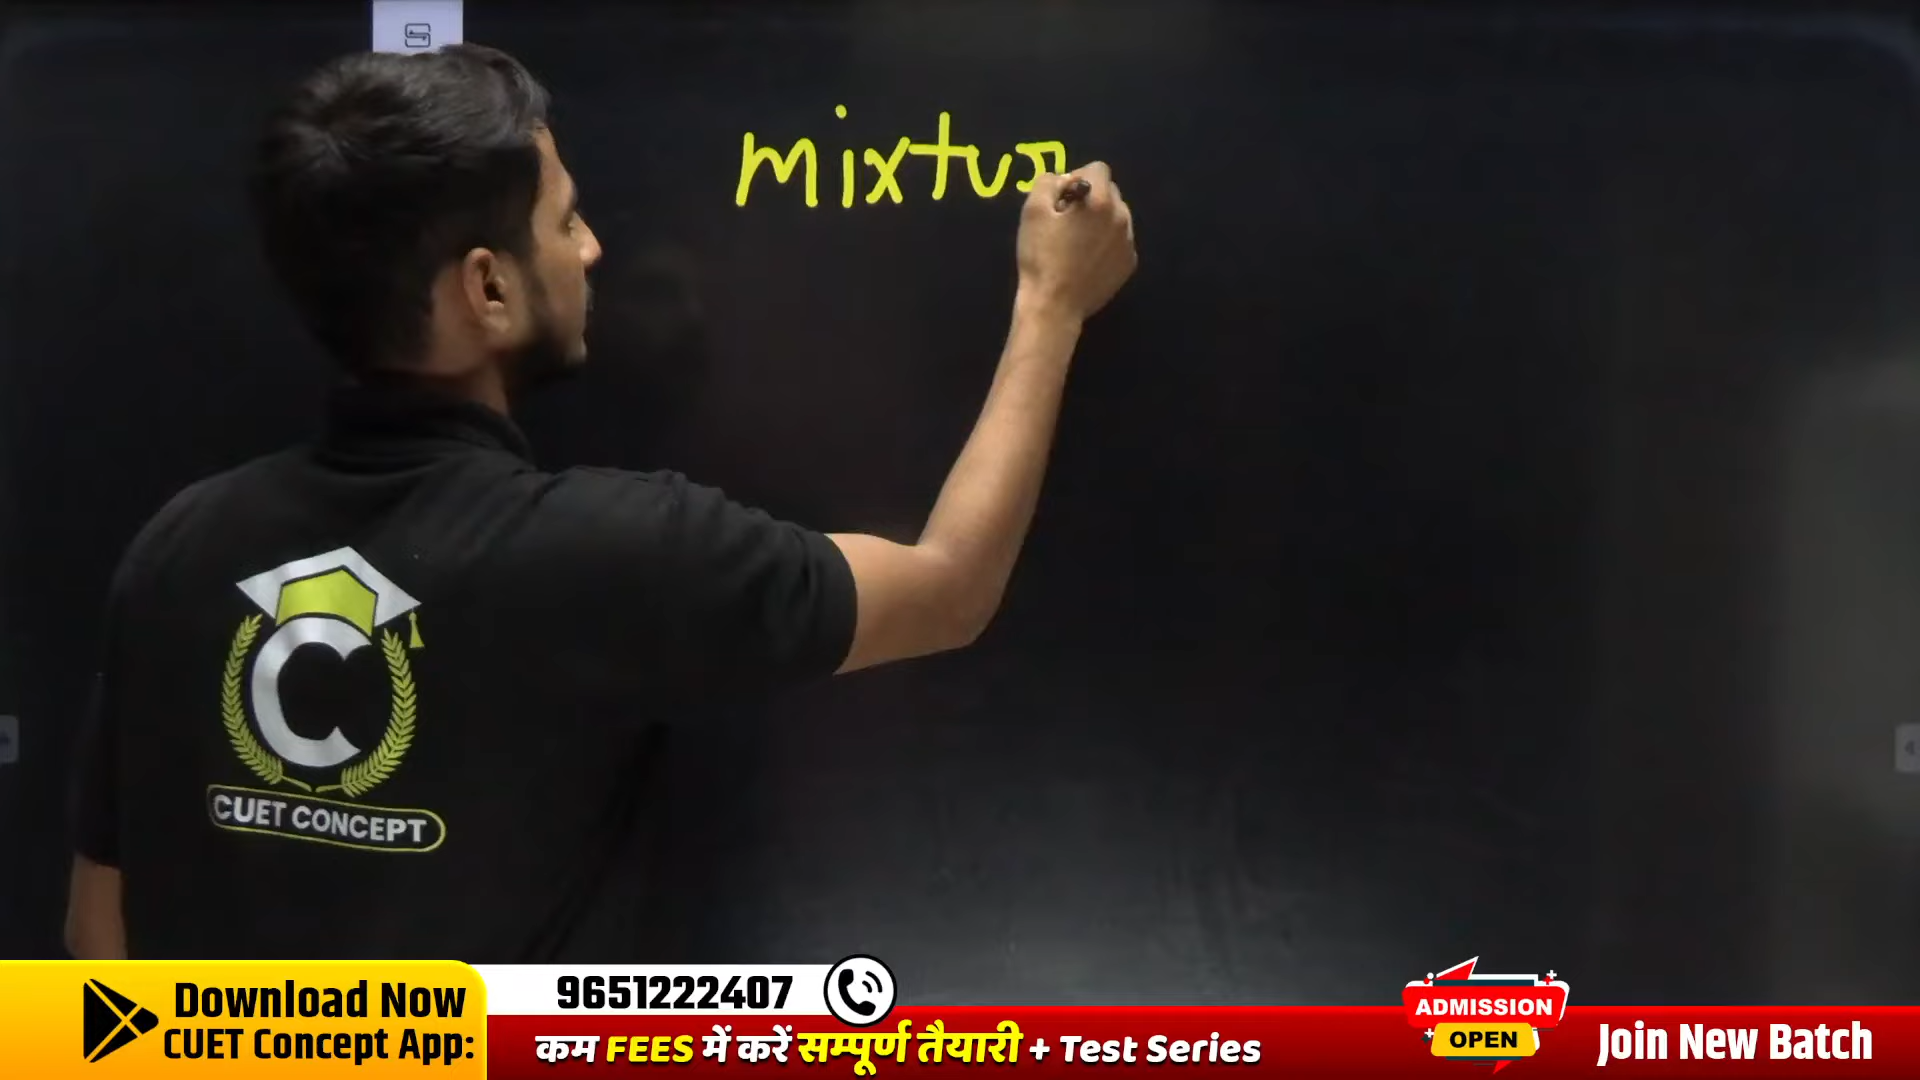 mixtur
CUET CONCEPT
Download Now
CUET Concept App:
9651222407
कम FEES में करें सम्पूर्ण तैयारी + Test Series
ADMISSION
OPEN
Join New Batch